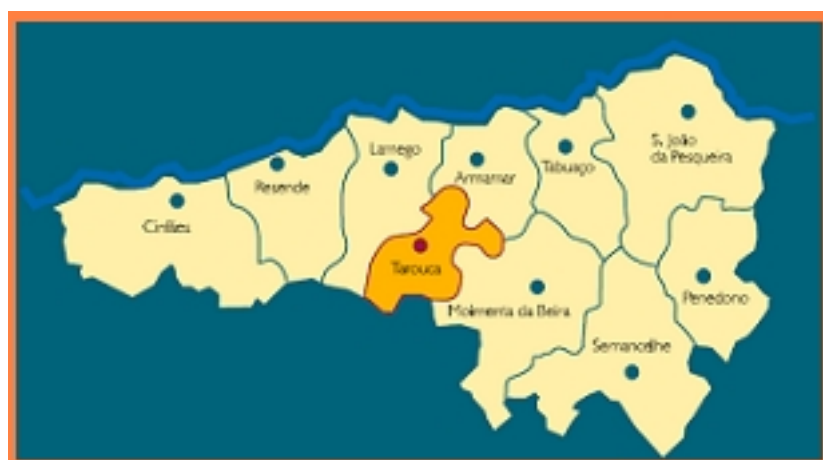 S. João
da Pesqueira
Lamego
Armamar
Tabuaço
Resende
Cinfães
Tarouca
Moimenta da Beira
Penedono
Sernancelhe